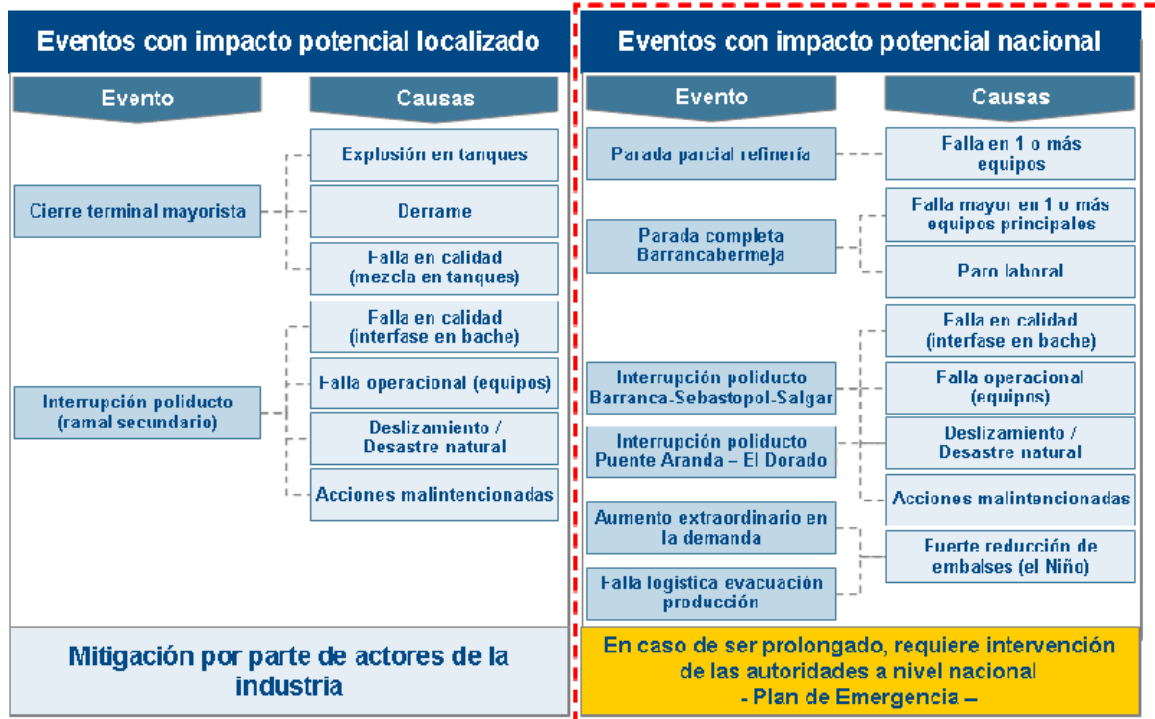 Eventos con impacto potencial localizado
Evento
Causas
Cierre terminal mayorista
Explosión en tanques
Derrame
Falla en calidad
(mezcla en tanques)
Interrupción poliducto
(ramal secundario)
Falla en calidad
(interfase en bache)
Falla operacional (equipos)
Deslizamiento /
Desastre natural
Acciones malintencionadas
Mitigación por parte de actores de la
industria
Eventos con impacto potencial nacional
Evento
Causas
Parada parcial refinería
Falla en 1 o más
equipos
Parada completa
Barrancabermeja
Falla mayor en 1 o más
equipos principales
Paro laboral
Interrupción poliducto
Barranca-Sebastopol-Salgar
Interrupción poliducto
Puente Aranda – El Dorado
Falla en calidad
(interfase en bache)
Falla operacional
(equipos)
Deslizamiento /
Desastre natural
Acciones malintencionadas
Aumento extraordinario en
la demanda
Falla logística evacuación
producción
Fuerte reducción de
embalses (el Niño)
En caso de ser prolongado, requiere intervención
de las autoridades a nivel nacional
- Plan de Emergencia –